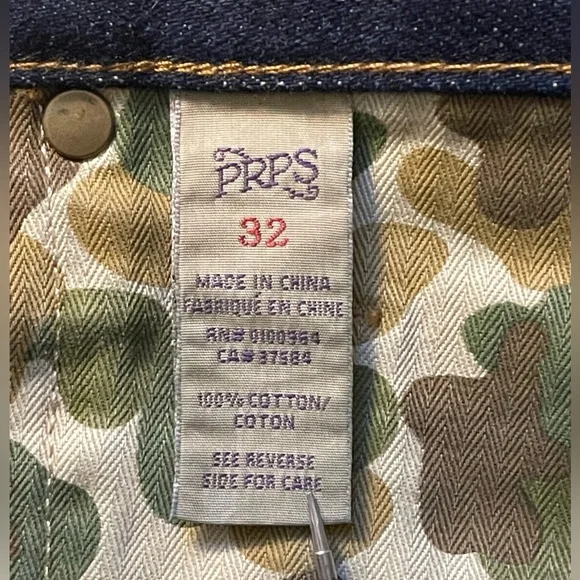 PRPS
32
MADE IN CHINA
FABRIQUÉ EN CHINE
RN# 0100964
CA# 37584
100% COTTON/
COTON
SEE REVERSE
SIDE FOR CARE